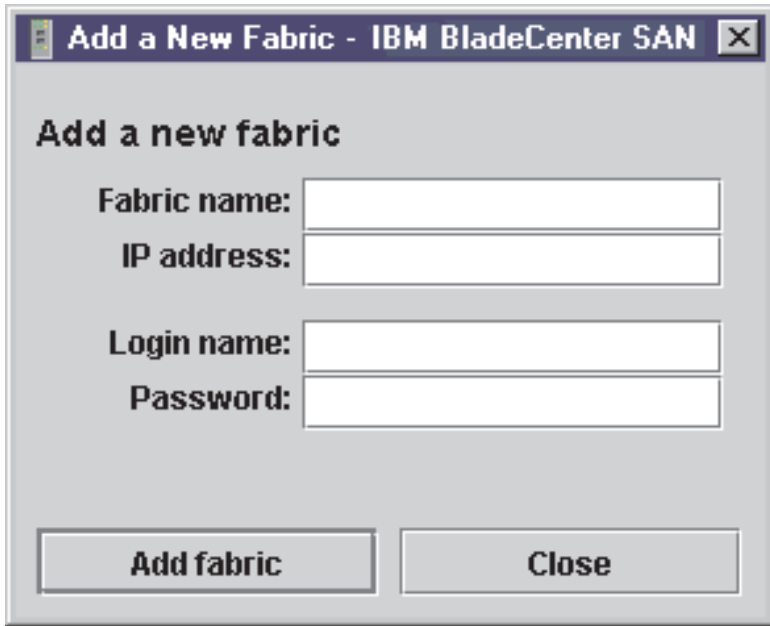 Add a New Fabric - IBM BladeCenter SAN
Add a new fabric
Fabric name:
IP address:
Login name:
Password:
Add fabric
Close